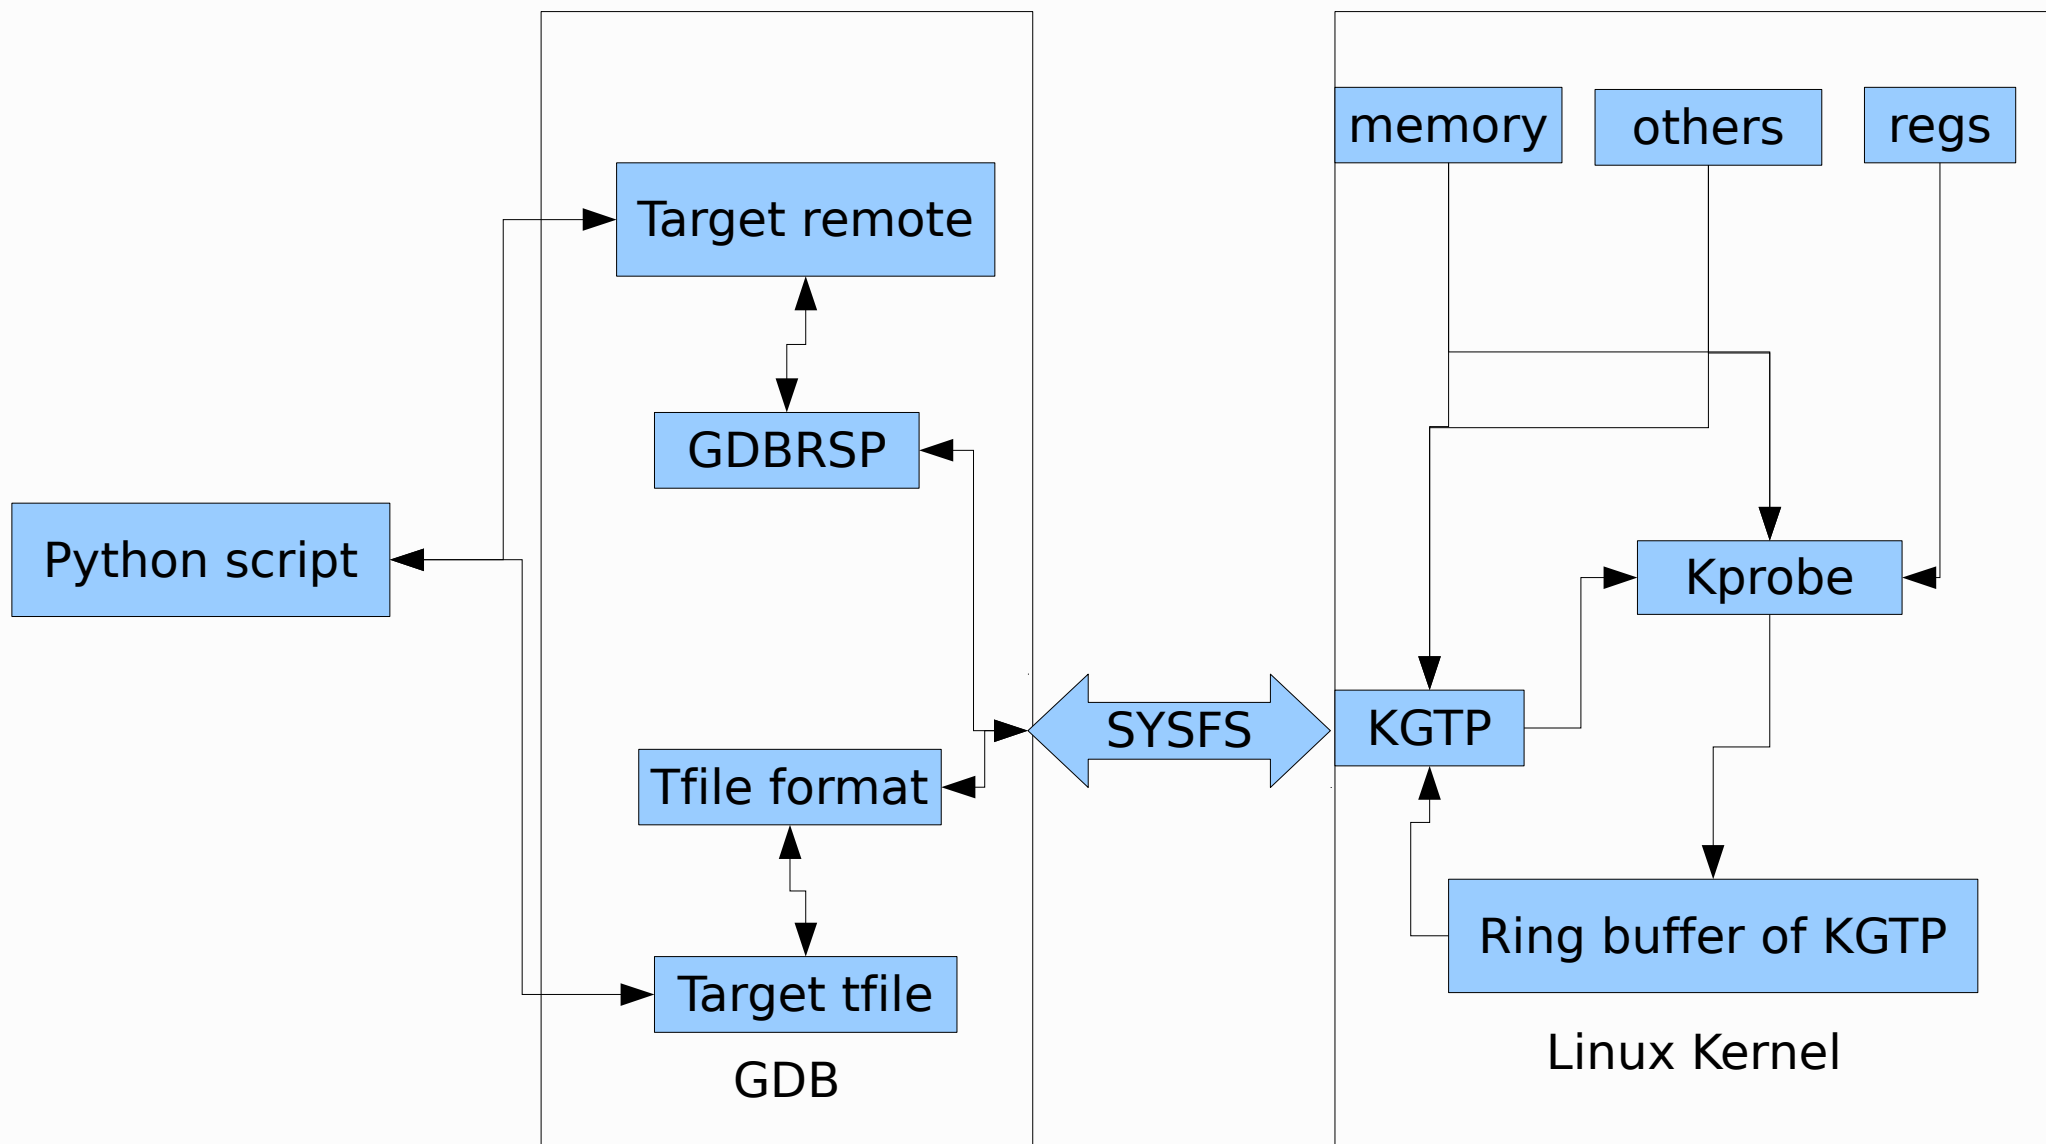 memory
others
regs
Target remote
GDBRSP
Python script
Kprobe
SYSFS
KGTP
Tfile format
Ring buffer of KGTP
Target tfile
Linux Kernel
GDB